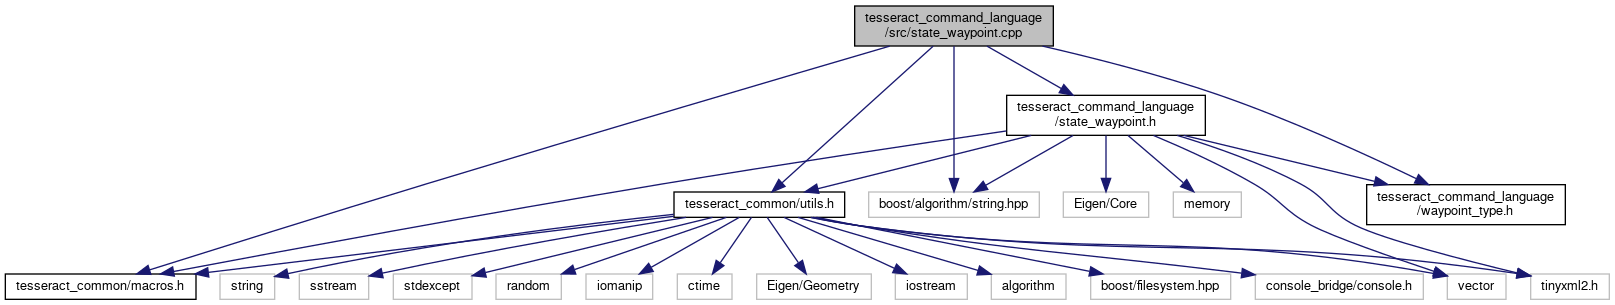 tesseract_command_language
/src/state_waypoint.cpp
tesseract_command_language
/state_waypoint.h
tesseract_common/utils.h
boost/algorithm/string.hpp
Eigen/Core
memory
tesseract_command_language
/waypoint_type.h
tesseract_common/macros.h
string
sstream
stdexcept
random
iomanip
ctime
Eigen/Geometry
iostream
algorithm
boost/filesystem.hpp
console_bridge/console.h
vector
tinyxml2.h